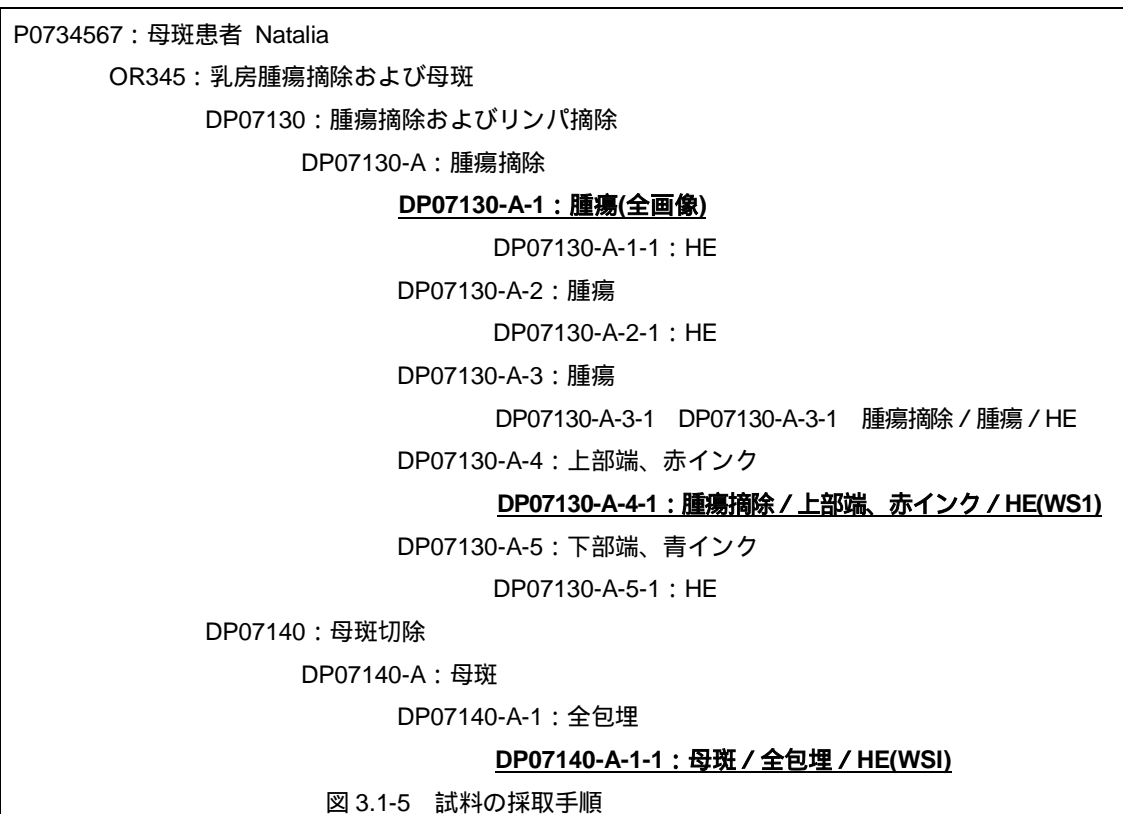 P0734567：母斑患者 Natalia
OR345：乳房腫瘍摘除および母斑
DP07130：腫瘍摘除およびリンパ摘除
DP07130-A：腫瘍摘除
DP07130-A-1：腫瘍(全画像)
DP07130-A-1-1：HE
DP07130-A-2：腫瘍
DP07130-A-2-1：HE
DP07130-A-3：腫瘍
DP07130-A-3-1　DP07130-A-3-1　腫瘍摘除／腫瘍／HE
DP07130-A-4：上部端、赤インク
DP07130-A-4-1：腫瘍摘除／上部端、赤インク／HE(WS1)
DP07130-A-5：下部端、青インク
DP07130-A-5-1：HE
DP07140：母斑切除
DP07140-A：母斑
DP07140-A-1：全包埋
DP07140-A-1-1：母斑／全包埋／HE(WSI)
図 3.1-5　試料の採取手順